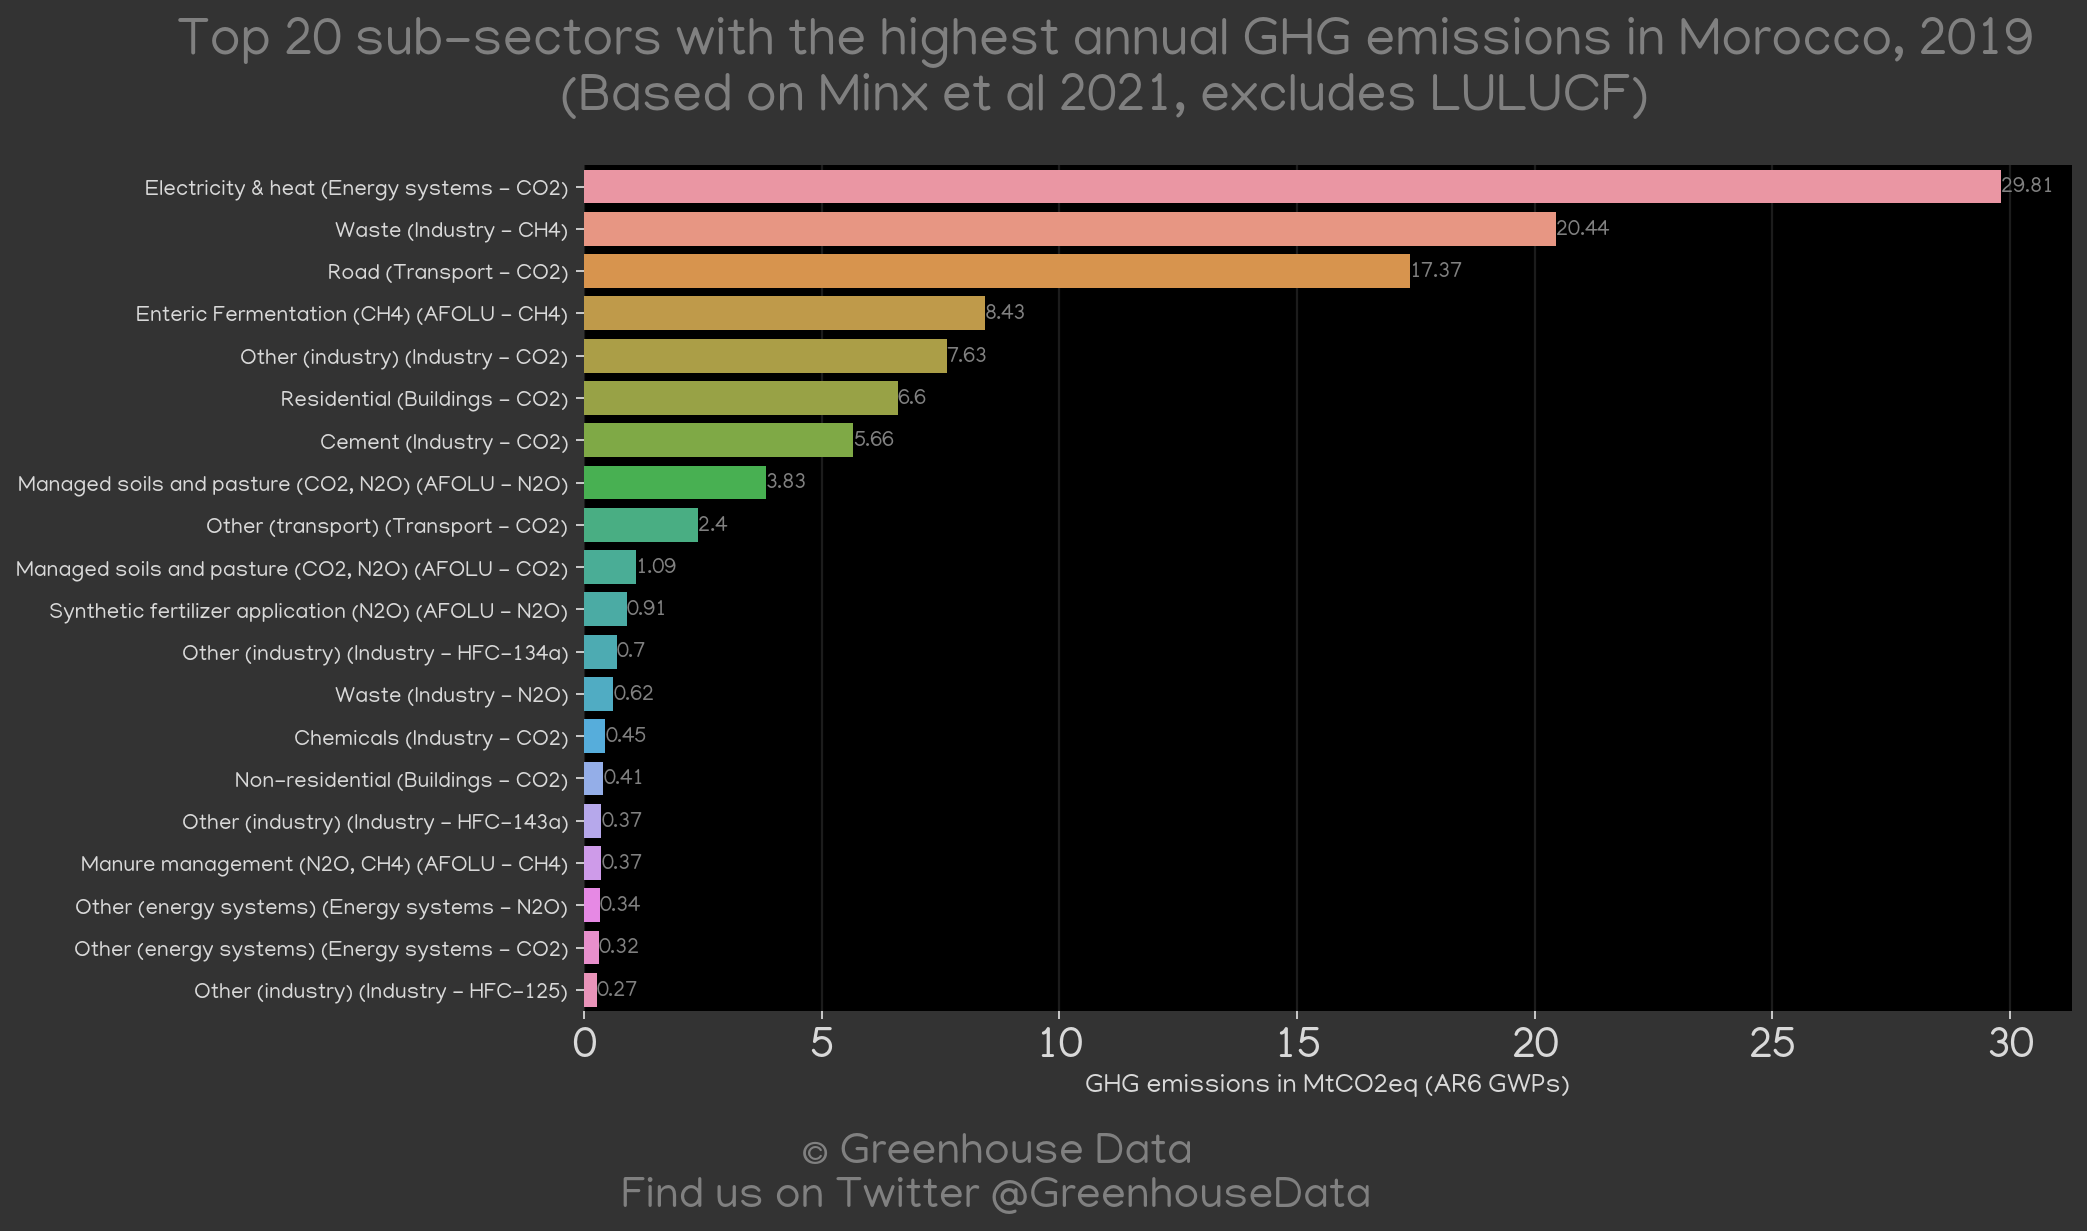 Top 20 sub-sectors with the highest annual GHG emissions in Morocco, 2019
(Based on Minx et al 2021, excludes LULUCF)
Electricity & heat (Energy systems - CO2) 29.81
Waste (Industry - CH4) 20.44
Road (Transport - CO2) 17.37
Enteric Fermentation (CH4) (AFOLU - CH4) 8.43
Other (industry) (Industry - CO2) 7.63
Residential (Buildings - CO2) 6.6
Cement (Industry - CO2) 5.66
Managed soils and pasture (CO2, N2O) (AFOLU - N2O) 3.83
Other (transport) (Transport - CO2) 2.4
Managed soils and pasture (CO2, N2O) (AFOLU - CO2) 1.09
Synthetic fertilizer application (N2O) (AFOLU - N2O) 0.91
Other (industry) (Industry - HFC-134a) 0.7
Waste (Industry - N2O) 0.62
Chemicals (Industry - CO2) 0.45
Non-residential (Buildings - CO2) 0.41
Other (industry) (Industry - HFC-143a) 0.37
Manure management (N2O, CH4) (AFOLU - CH4) 0.37
Other (energy systems) (Energy systems - N2O) 0.34
Other (energy systems) (Energy systems - CO2) 0.32
Other (industry) (Industry - HFC-125) 0.27
0 5 10 15 20 25 30
GHG emissions in MtCO2eq (AR6 GWPs)
© Greenhouse Data
Find us on Twitter @GreenhouseData